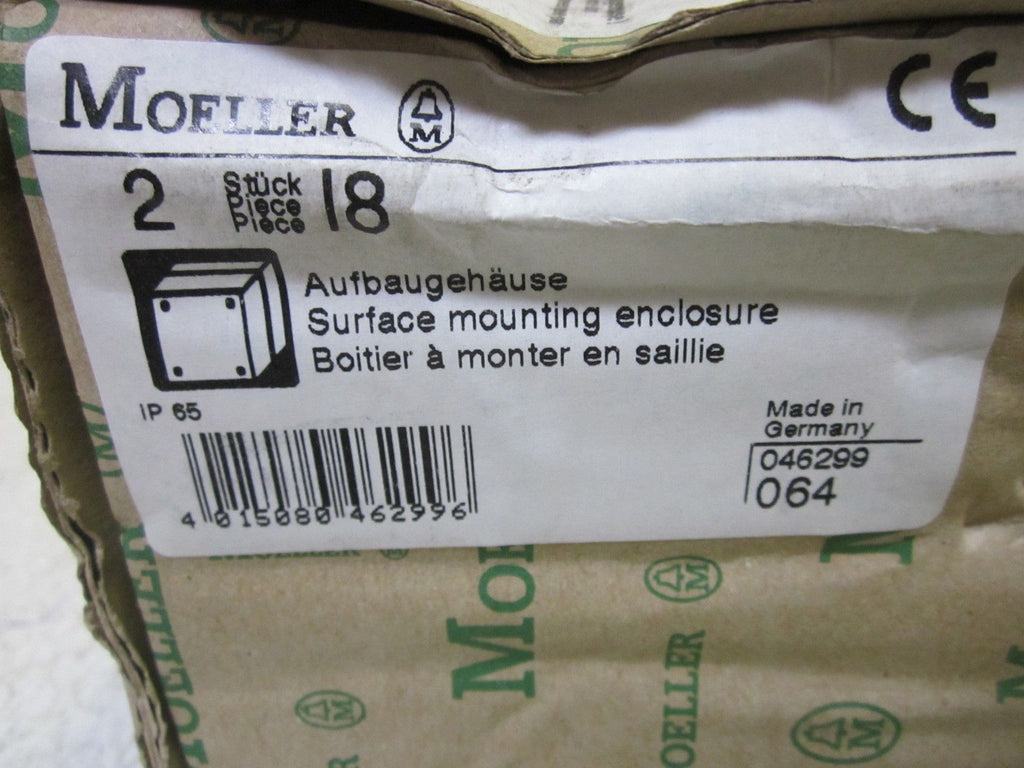 MOELLER M
CE
2 Stück I8
Piece
Pièce
Aufbaugehäuse
Surface mounting enclosure
Boitier à monter en saillie
IP 65
Made in
Germany
046299
064
4 015080 462996
MOELLER
MOELLER
MOELLER
M
M
M